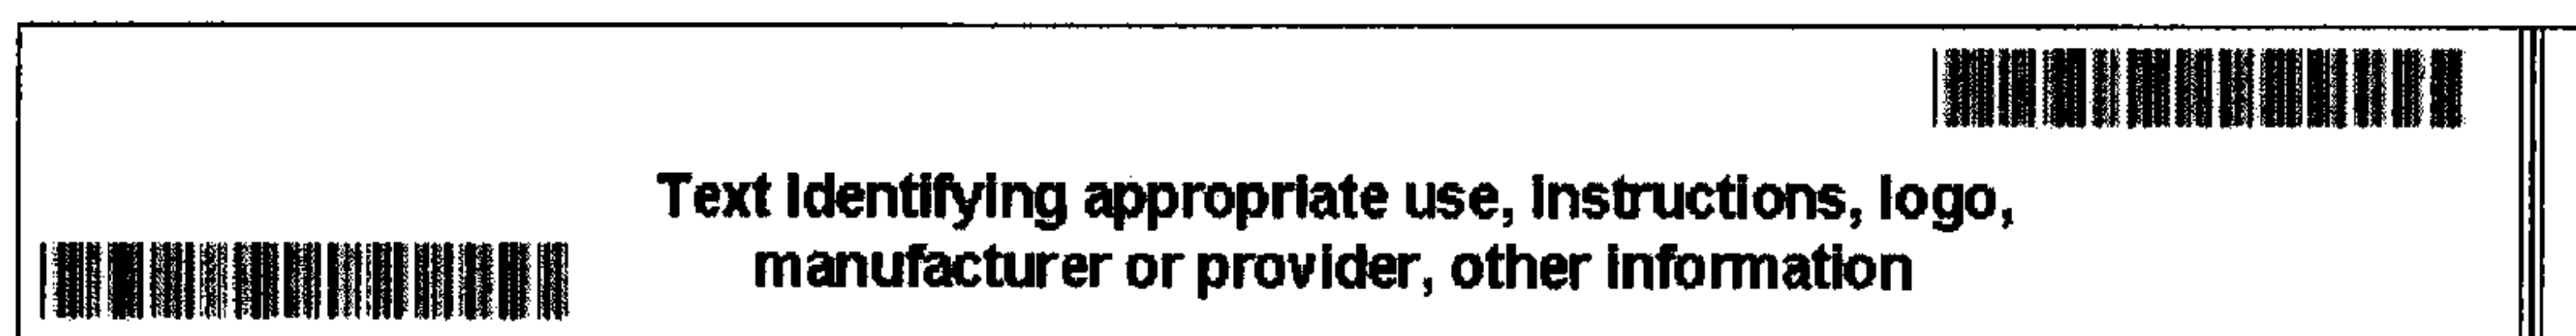 Text identifying appropriate use, instructions, logo,
manufacturer or provider, other information